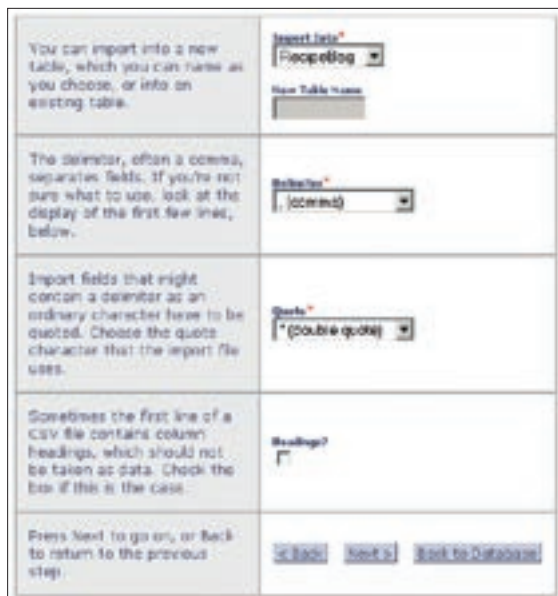 You can import into a new
table, which you can name as
you choose, or into an
existing table.
Import Into*
RecipeBlog
New Table Name
The delimiter, often a comma,
separates fields. If you're not
sure what to use, look at the
display of the first few lines,
below.
Delimiter*
, (comma)
Import fields that might
contain a delimiter as an
ordinary character have to be
quoted. Choose the quote
character that the import file
uses.
Quote*
" (double quote)
Sometimes the first line of a
CSV file contains column
headings, which should not
be taken as data. Check the
box if this is the case.
Headings?
Press Next to go on, or Back
to return to the previous
step.
< Back Next > Back to Database